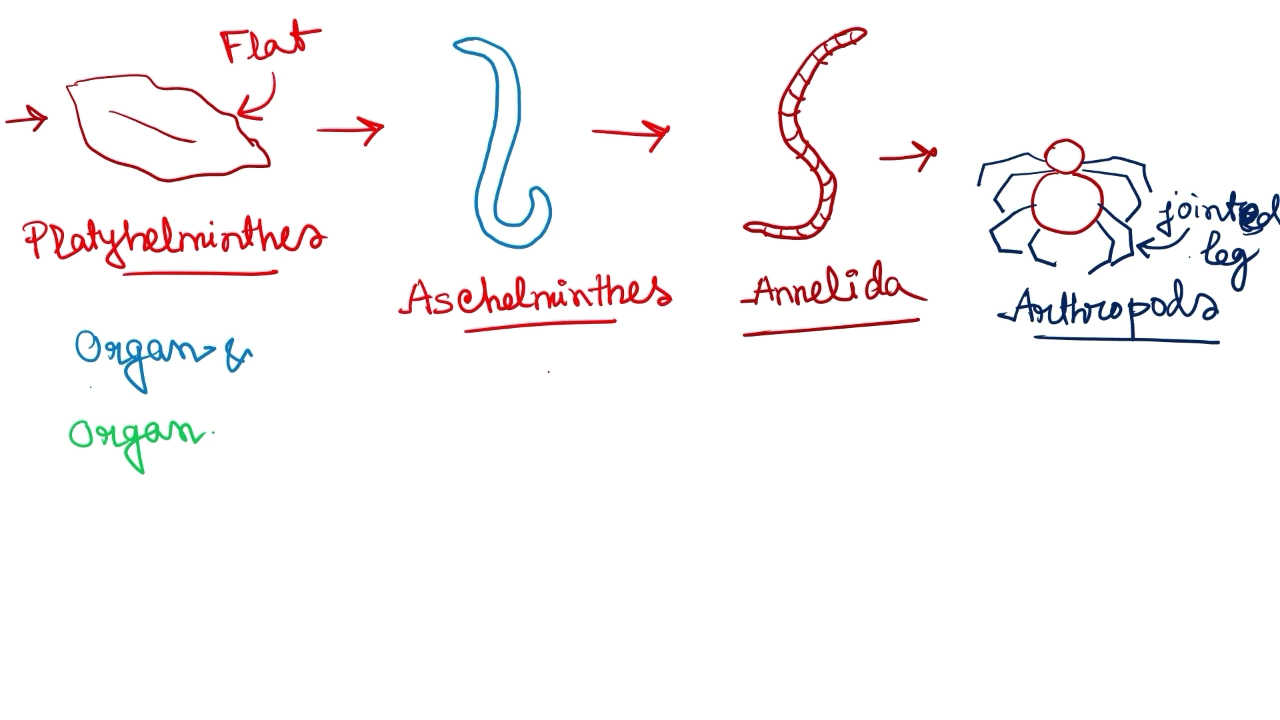 Flat
Platyhelminthes
Aschelminthes
Annelida
jointed
leg
Arthropods
Organ &
Organ